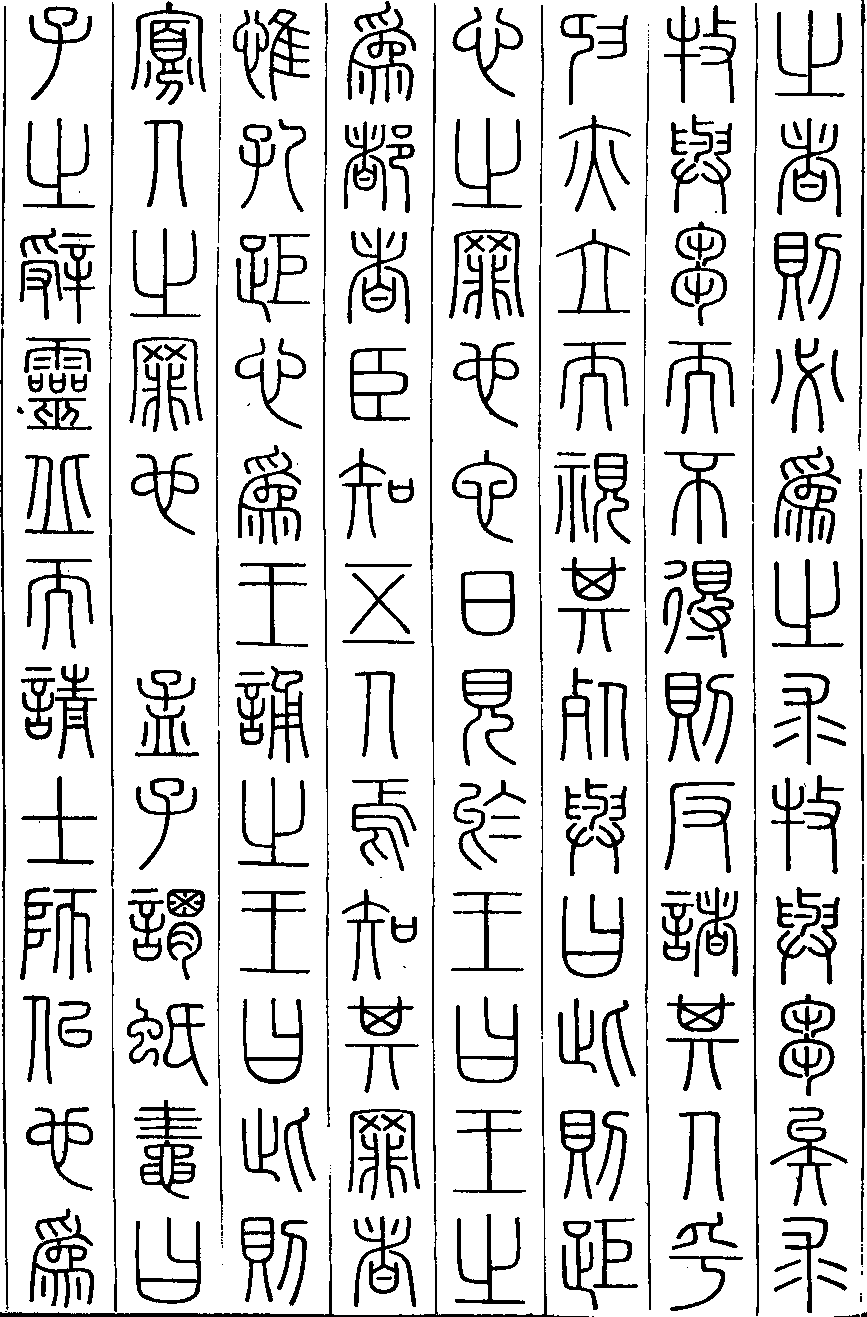 之者則必為之求牧與芻矣求
牧與芻而不得則反諸其人乎
抑亦立而視其死與曰此則距
心之罪也他日見於王曰王之
為都者臣知五人焉知其罪者
惟孔距心為王誦之王曰此則
寡人之罪也　孟子謂蚳鼃曰
子之辭靈丘而請士師似也為